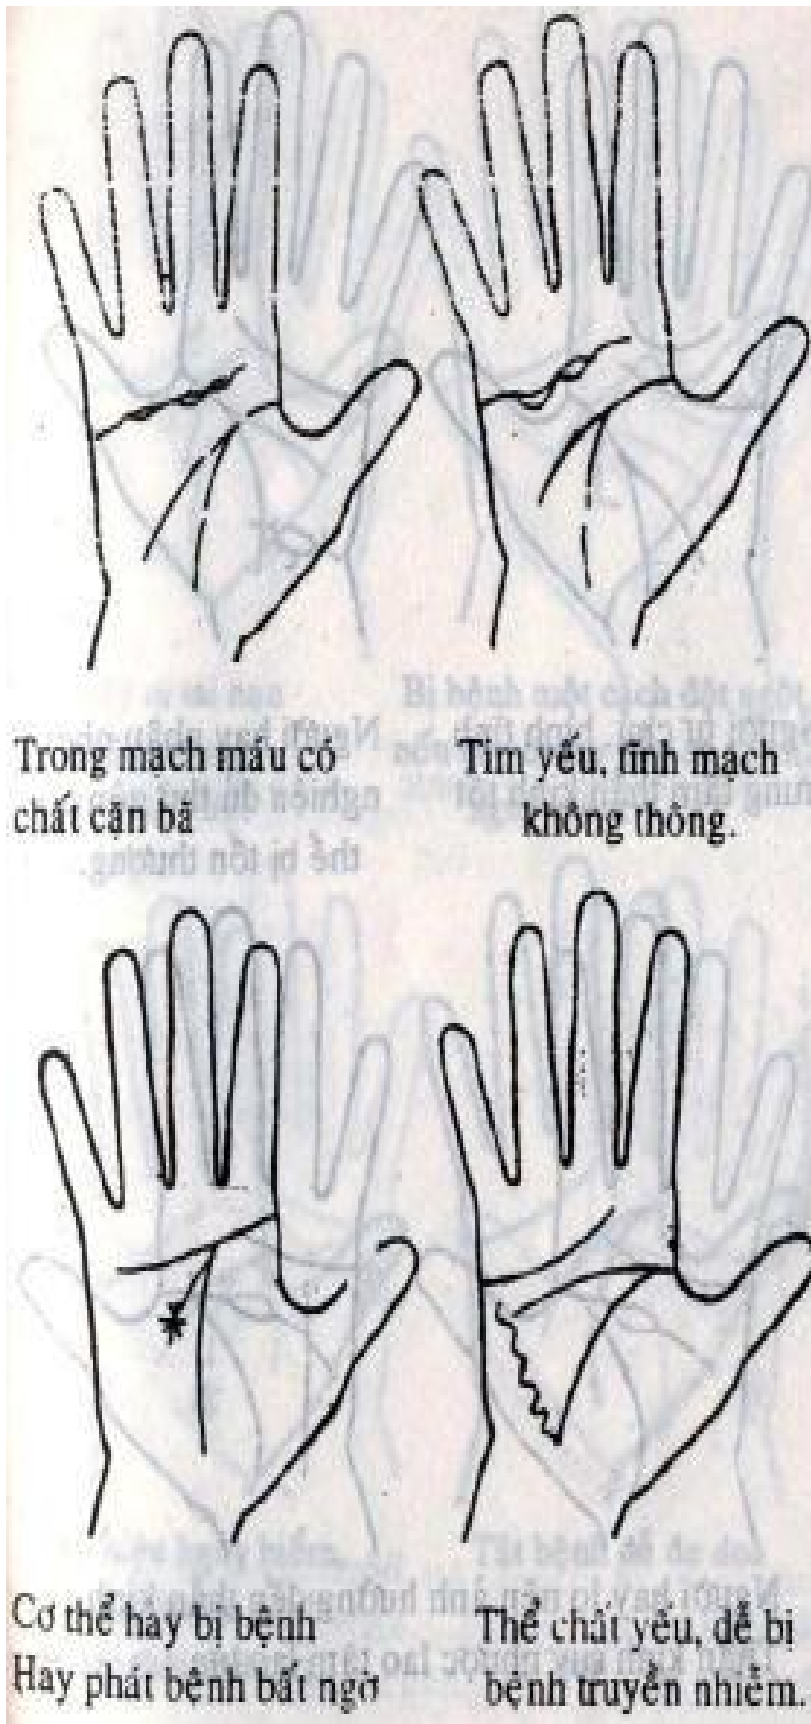 Trong mạch máu có
chất cặn bã
Tim yếu, tĩnh mạch
không thông.
Cơ thể hay bị bệnh
Hay phát bệnh bất ngờ
Thể chất yếu, dễ bị
bệnh truyền nhiễm.